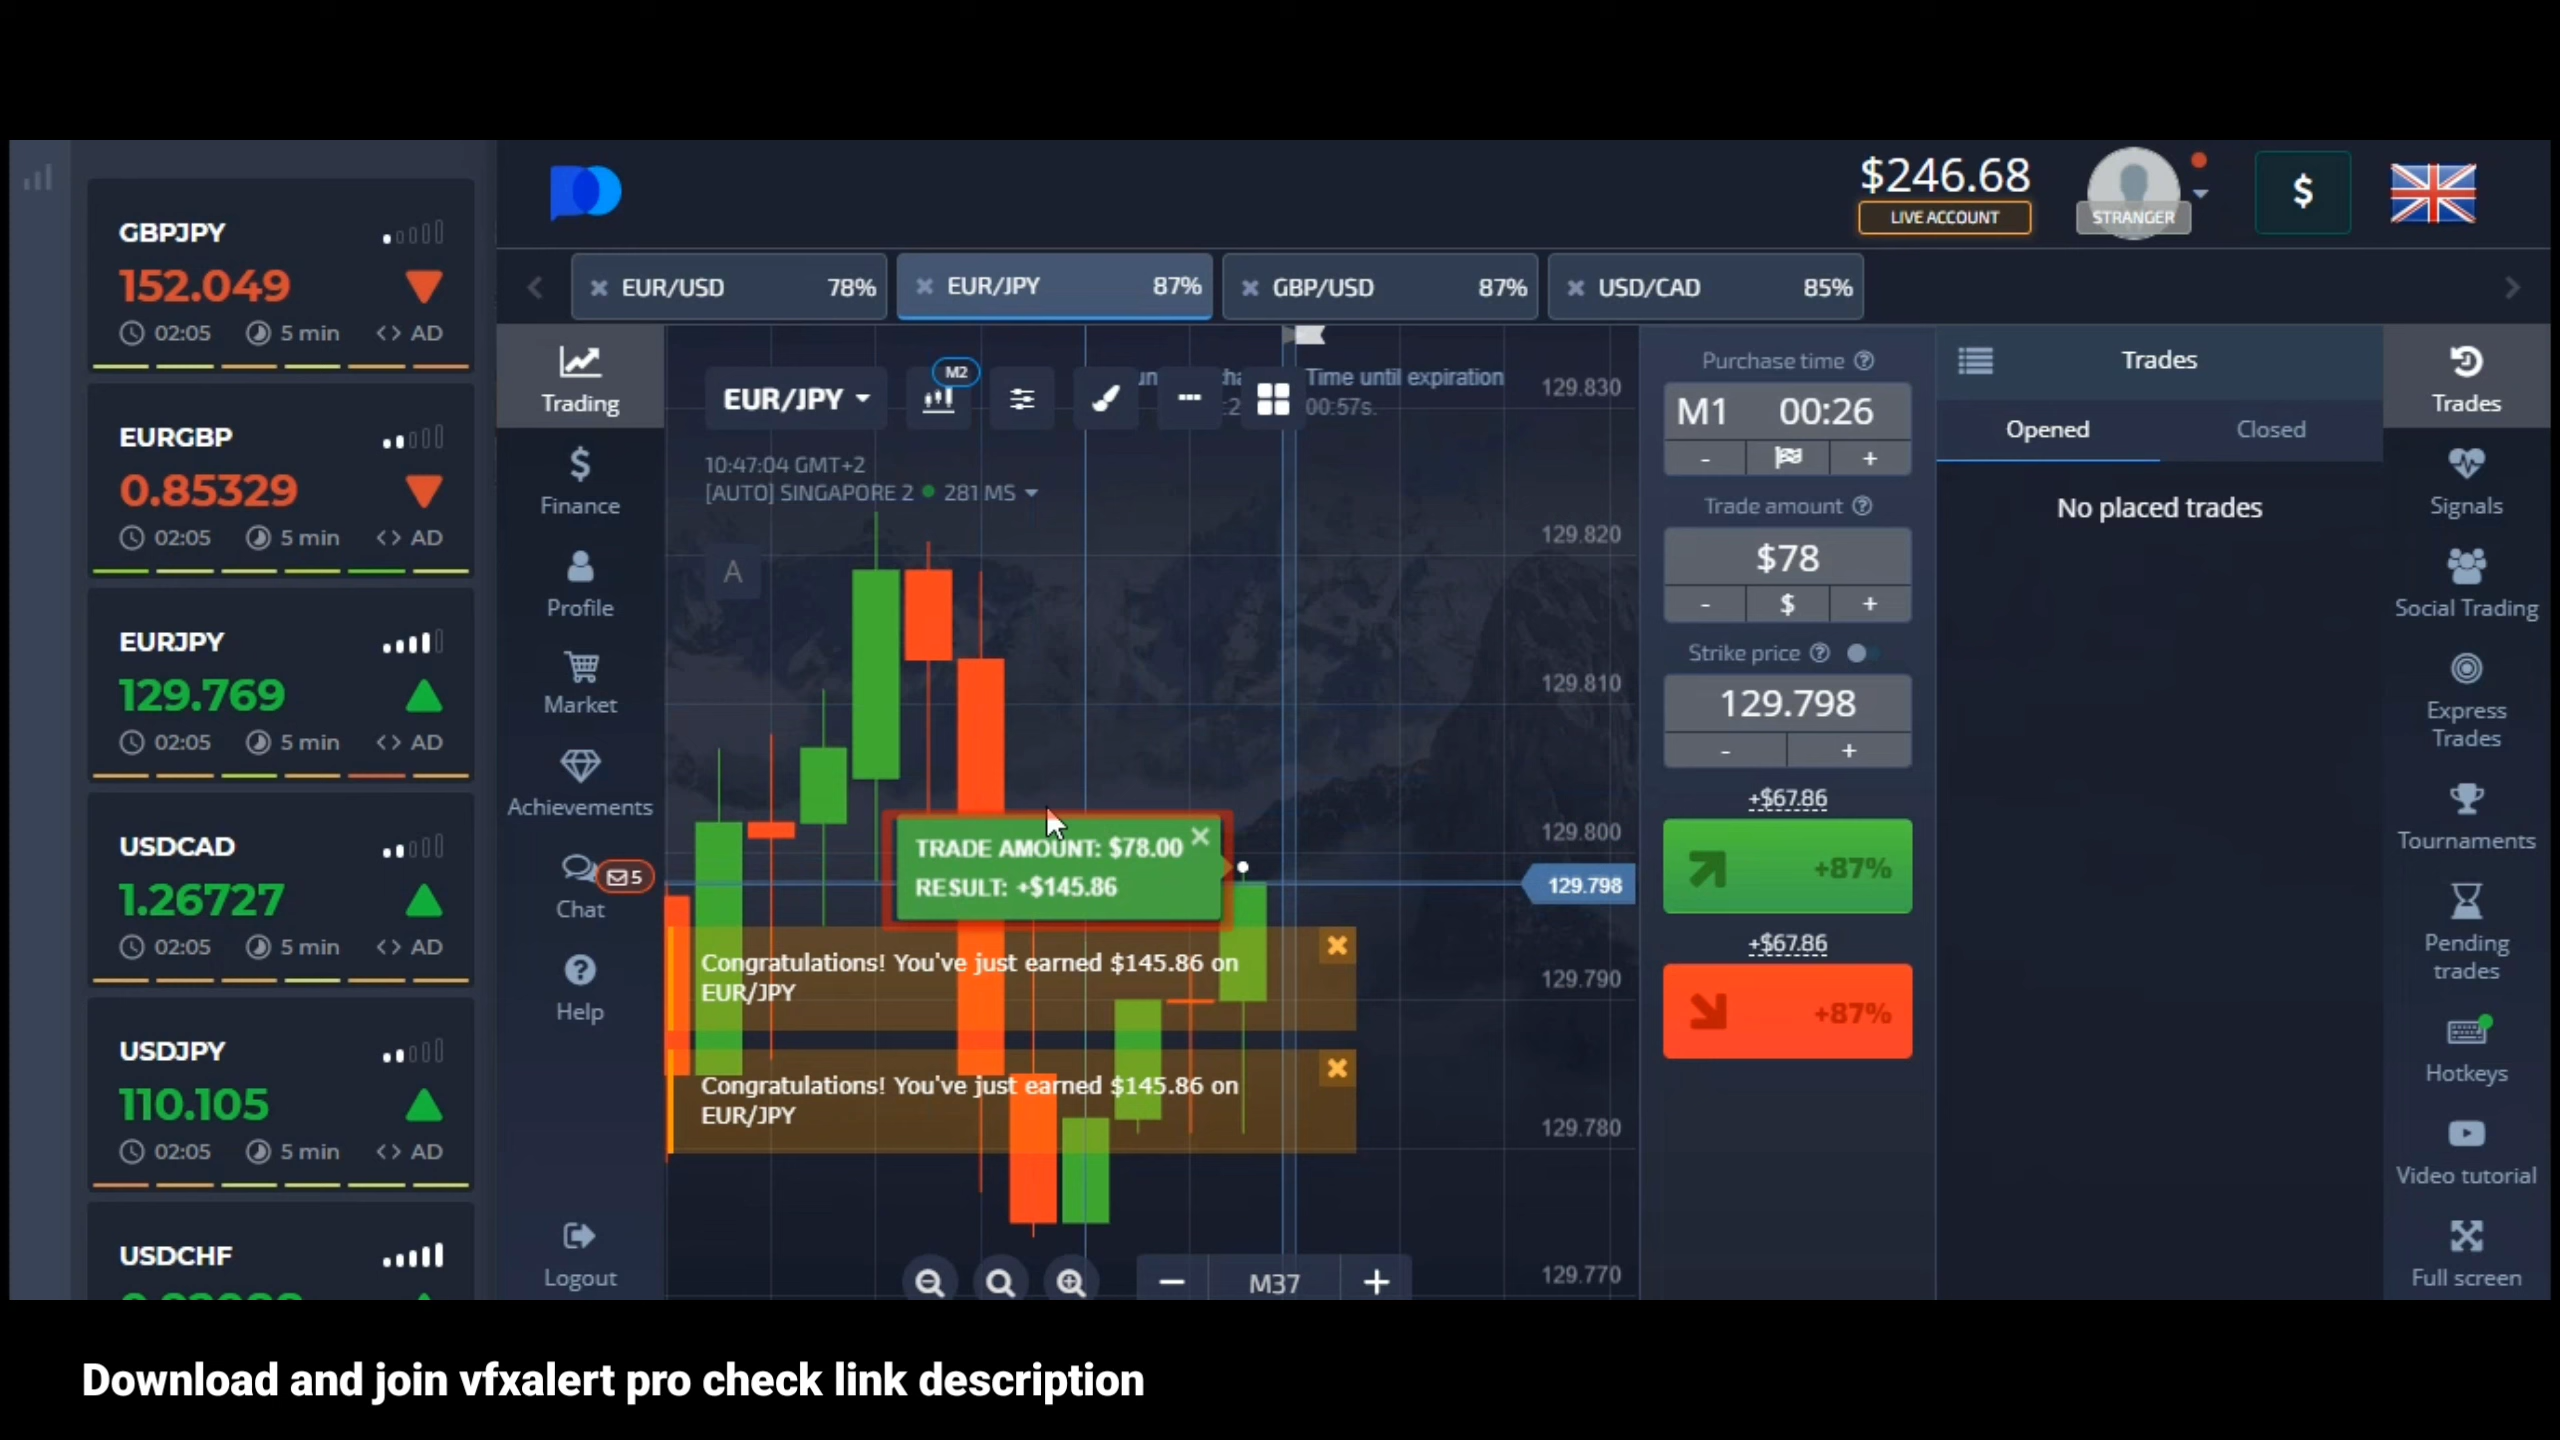 GBPJPY
152.049
02:05 5 min <> AD
EURGBP
0.85329
02:05 5 min <> AD
EURJPY
129.769
02:05 5 min <> AD
USDCAD
1.26727
02:05 5 min <> AD
USDJPY
110.105
02:05 5 min <> AD
USDCHF
$246.68
LIVE ACCOUNT
STRANGER
$
EUR/USD 78%
EUR/JPY 87%
GBP/USD 87%
USD/CAD 85%
Trading
Finance
Profile
Market
Achievements
5
Chat
Help
Logout
EUR/JPY
M2
Time until expiration
00:57s.
10:47:04 GMT+2
[AUTO] SINGAPORE 2 281 MS
A
TRADE AMOUNT: $78.00
RESULT: +$145.86
Congratulations! You've just earned $145.86 on
EUR/JPY
Congratulations! You've just earned $145.86 on
EUR/JPY
M37
129.830
129.820
129.810
129.800
129.798
129.790
129.780
129.770
Purchase time
M1 00:26
- +
Trade amount
$78
- $ +
Strike price
129.798
- +
+$67.86
+87%
+$67.86
+87%
Trades
Opened Closed
No placed trades
Trades
Signals
Social Trading
Express
Trades
Tournaments
Pending
trades
Hotkeys
Video tutorial
Full screen
Download and join vfxalert pro check link description